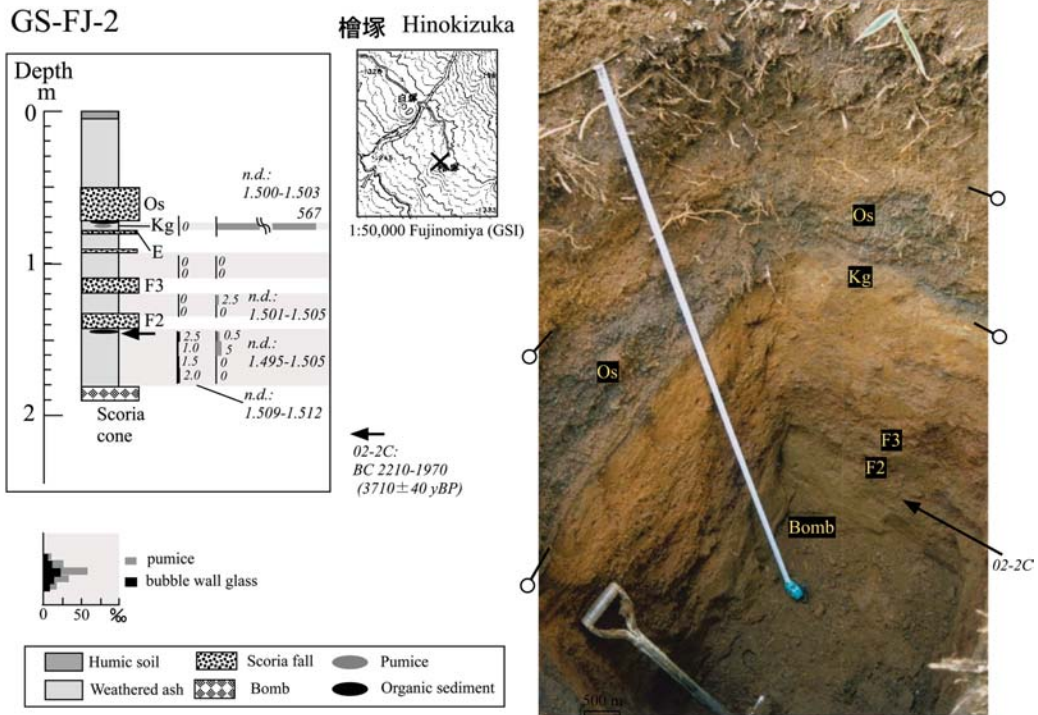 GS-FJ-2
檜塚 Hinokizuka
Depth
m
0
1
2
Os
Kg
E
F3
F2
Scoria
cone
n.d.:
1.500-1.503
567
0
0 0
0 0
0 2.5
0 0
n.d.:
1.501-1.505
2.5 0.5
1.0 5
1.5 0
2.0 0
n.d.:
1.495-1.505
n.d.:
1.509-1.512
1:50,000 Fujinomiya (GSI)
02-2C:
BC 2210-1970
(3710±40 yBP)
pumice
bubble wall glass
0 50 ‰
Humic soil
Scoria fall
Pumice
Weathered ash
Bomb
Organic sediment
Os
Kg
Os
F3
F2
Bomb
02-2C
500 m